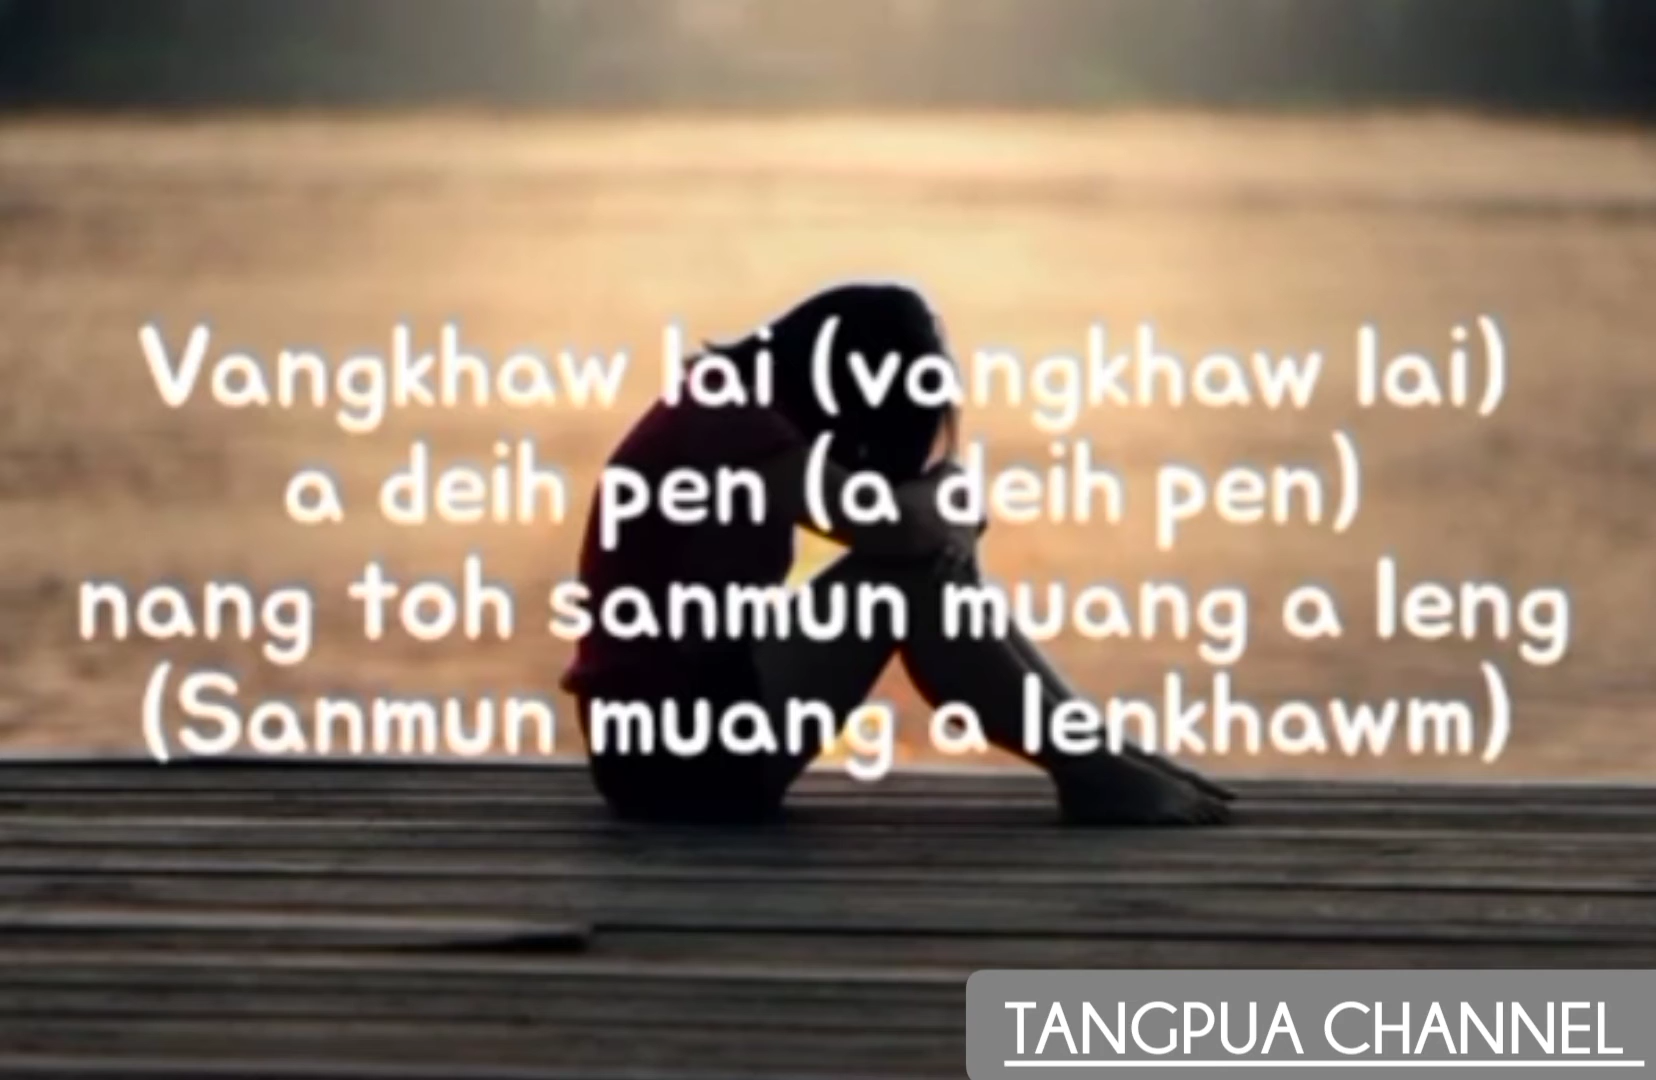 Vangkhaw lai (vangkhaw lai)
a deih pen (a deih pen)
nang toh sanmun muang a leng
(Sanmun muang a lenkhawm)
TANGPUA CHANNEL